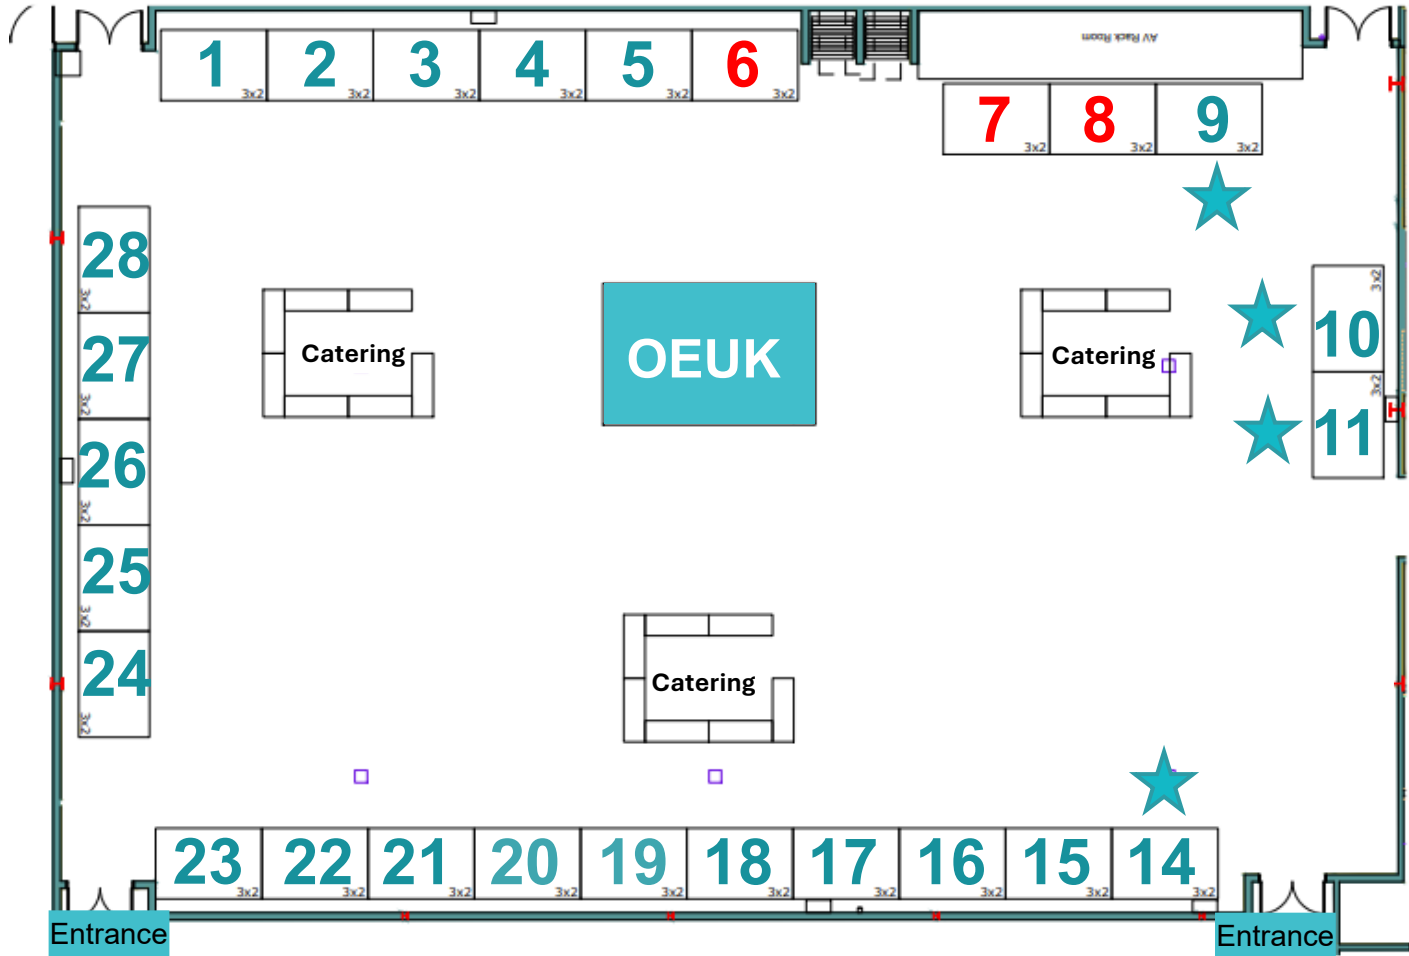 AV Rack Room
1 2 3 4 5 6
3x2 3x2 3x2 3x2 3x2 3x2
7 8 9
3x2 3x2 3x2
28
3x2
27
3x2
26
3x2
25
3x2
24
3x2
Catering
OEUK
Catering
3x2
10
3x2
11
Catering
23 22 21 20 19 18 17 16 15 14
3x2 3x2 3x2 3x2 3x2 3x2 3x2 3x2 3x2 3x2
Entrance
Entrance